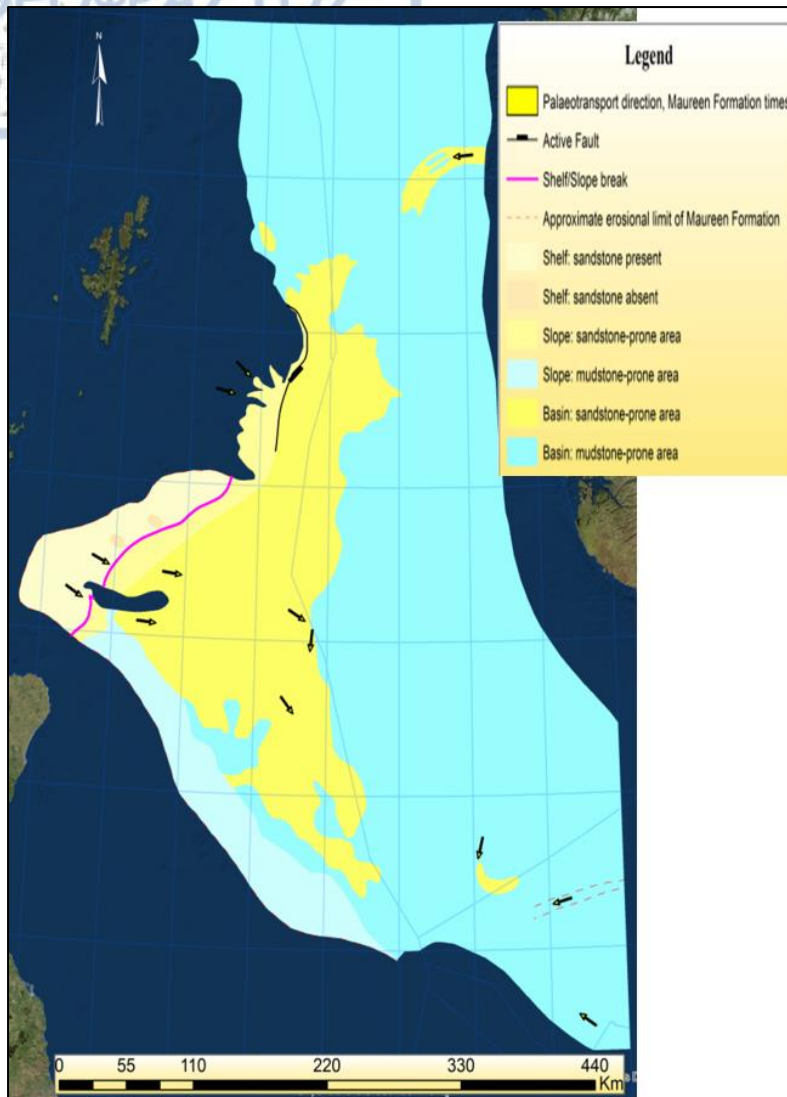 N
Legend
Palaeotransport direction, Maureen Formation times
Active Fault
Shelf/Slope break
Approximate erosional limit of Maureen Formation
Shelf: sandstone present
Shelf: sandstone absent
Slope: sandstone-prone area
Slope: mudstone-prone area
Basin: sandstone-prone area
Basin: mudstone-prone area
0 55 110 220 330 440
Km